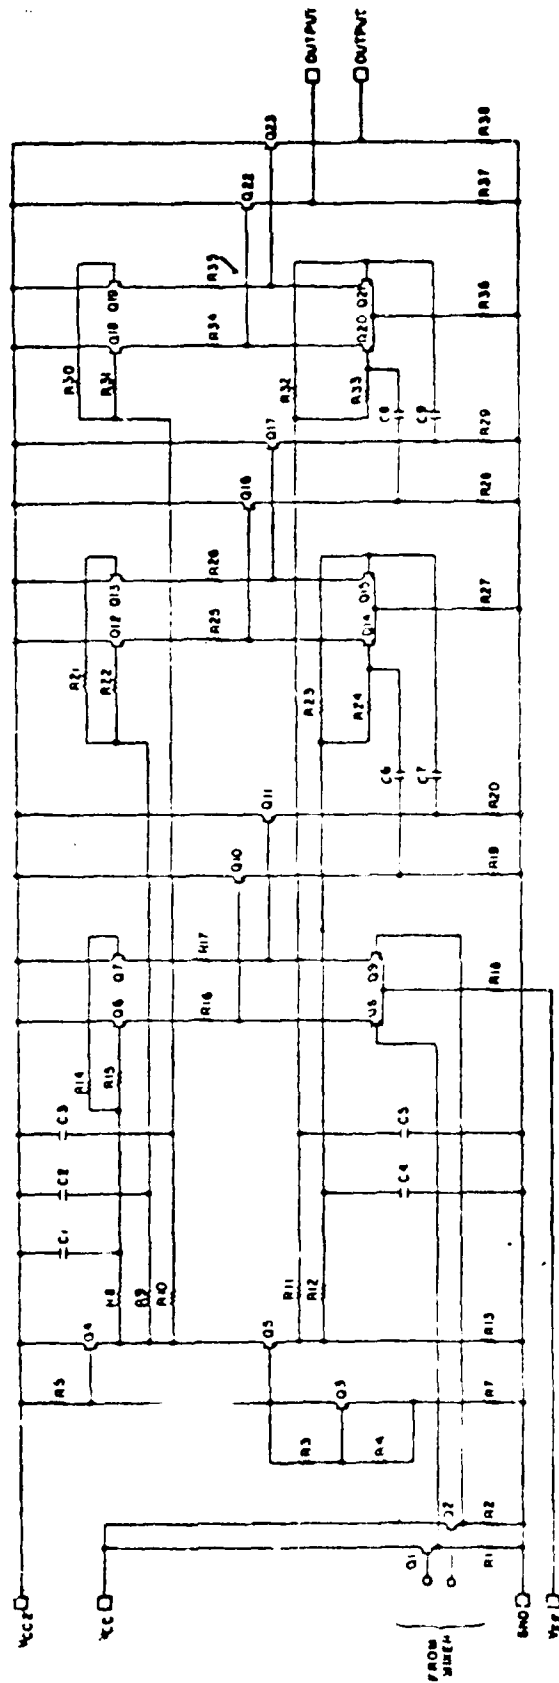 VCC2
VCC
FROM
MIXER
GND
VEE1
Q1
Q2
R1
R2
R3
R4
R5
R7
Q3
Q4
Q5
R8
R9
R10
R11
R12
R13
C1
C2
C3
C4
C5
R14
R15
Q6
Q7
R16
R17
Q8
Q9
R18
Q10
Q11
R19
R20
C6
C7
R21
R22
Q12
Q13
R25
R26
R23
R24
Q14
Q15
R27
Q16
Q17
R28
R29
C8
C9
R30
R31
Q18
Q19
R34
R35
R32
R33
Q20
Q21
R36
Q22
Q23
R37
R38
OUTPUT
OUTPUT